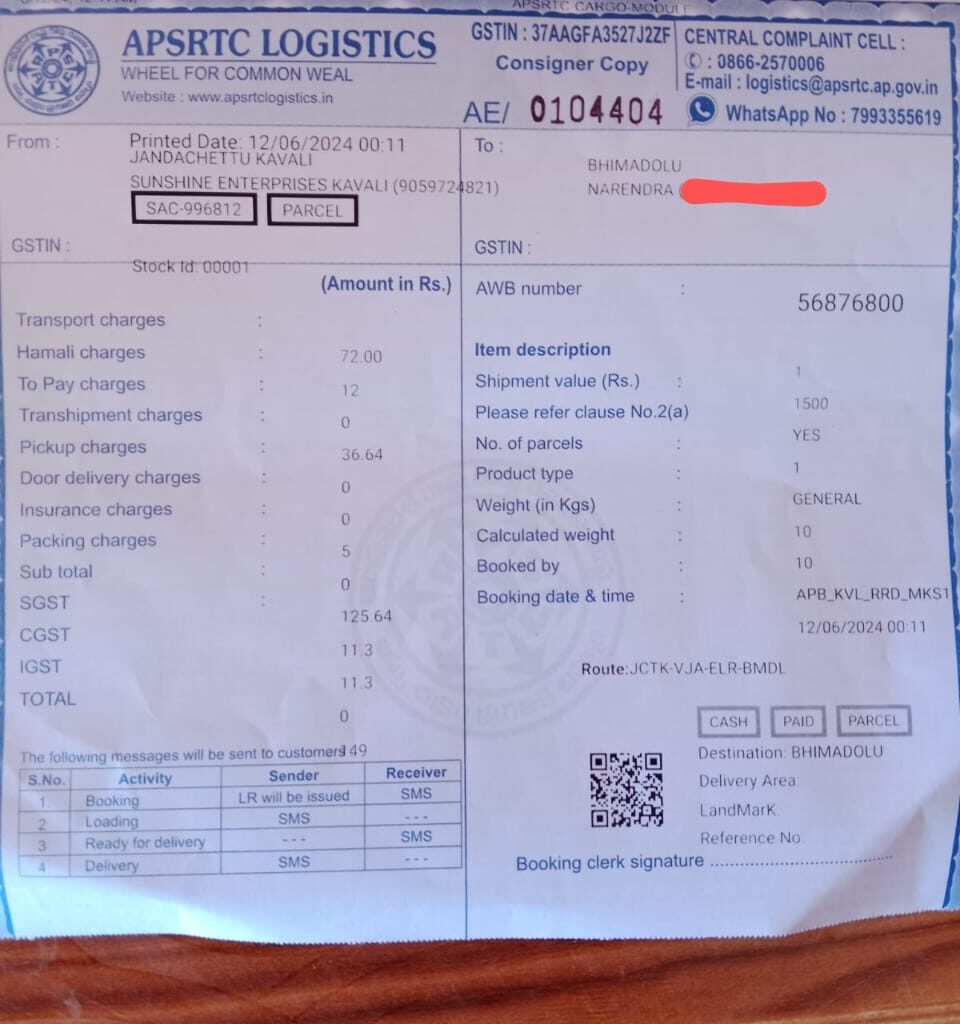 APSRTC-CARGO-MODULE
APSRTC LOGISTICS
WHEEL FOR COMMON WEAL
Website : www.apsrtclogistics.in
GSTIN : 37AAGFA3527J2ZF
Consigner Copy
AE/ 0104404
CENTRAL COMPLAINT CELL :
✆ : 0866-2570006
E-mail : logistics@apsrtc.ap.gov.in
WhatsApp No : 7993355619
From :
Printed Date: 12/06/2024 00:11
JANDACHETTU KAVALI
SUNSHINE ENTERPRISES KAVALI (9059724821)
SAC-996812 PARCEL
GSTIN :
Stock Id: 00001
To :
BHIMADOLU
NARENDRA (
GSTIN :
(Amount in Rs.)
Transport charges :
Hamali charges : 72.00
To Pay charges : 12
Transhipment charges : 0
Pickup charges : 36.64
Door delivery charges : 0
Insurance charges : 0
Packing charges : 5
Sub total : 0
SGST : 125.64
CGST 11.3
IGST 11.3
TOTAL 0
149
The following messages will be sent to customers
S.No. Activity Sender Receiver
1. Booking LR will be issued SMS
2 Loading SMS ---
3 Ready for delivery --- SMS
4 Delivery SMS ---
AWB number : 56876800
Item description 1
Shipment value (Rs.) : 1500
Please refer clause No.2(a) YES
No. of parcels : 1
Product type : GENERAL
Weight (in Kgs) : 10
Calculated weight : 10
Booked by : APB_KVL_RRD_MKS1
Booking date & time : 12/06/2024 00:11
Route:JCTK-VJA-ELR-BMDL
CASH PAID PARCEL
Destination: BHIMADOLU
Delivery Area:
LandMarK:
Reference No:
Booking clerk signature ................................